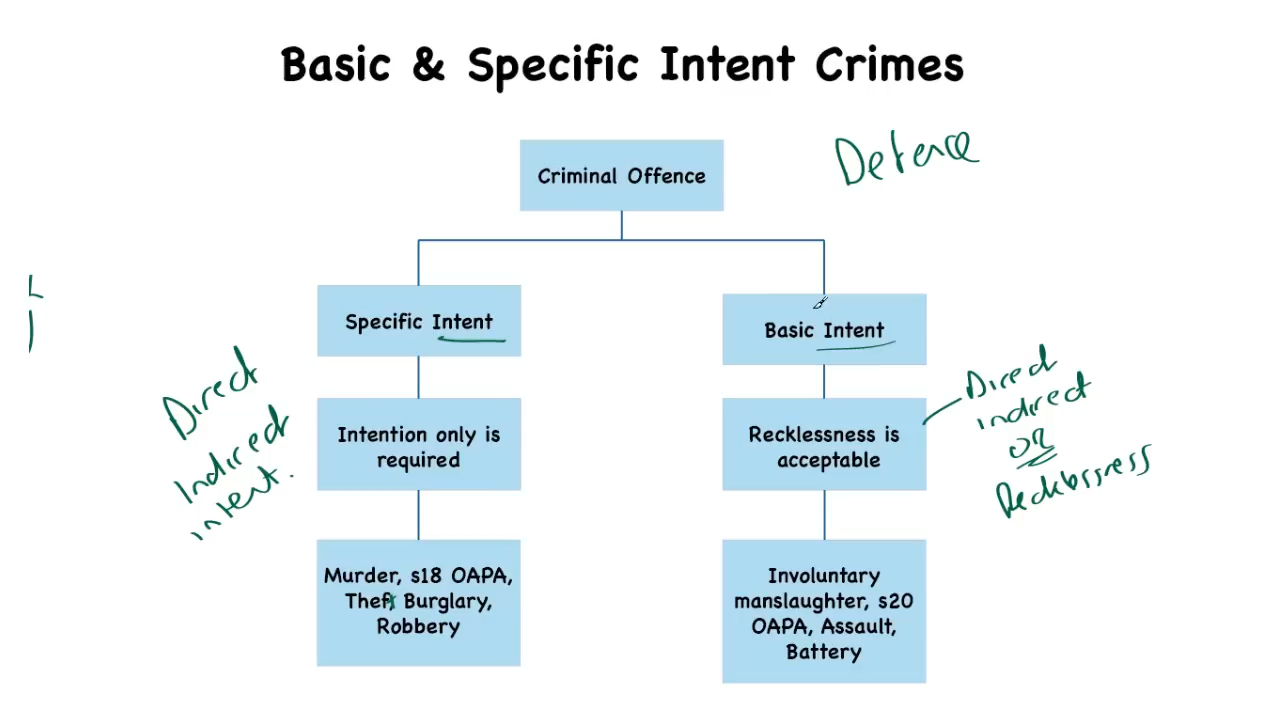 Basic & Specific Intent Crimes
Defence
Criminal Offence
Specific Intent
Basic Intent
Direct
Indirect
intent.
Intention only is
required
Recklessness is
acceptable
Direct
indirect
OR
Recklessness
Murder, s18 OAPA,
Theft, Burglary,
Robbery
Involuntary
manslaughter, s20
OAPA, Assault,
Battery